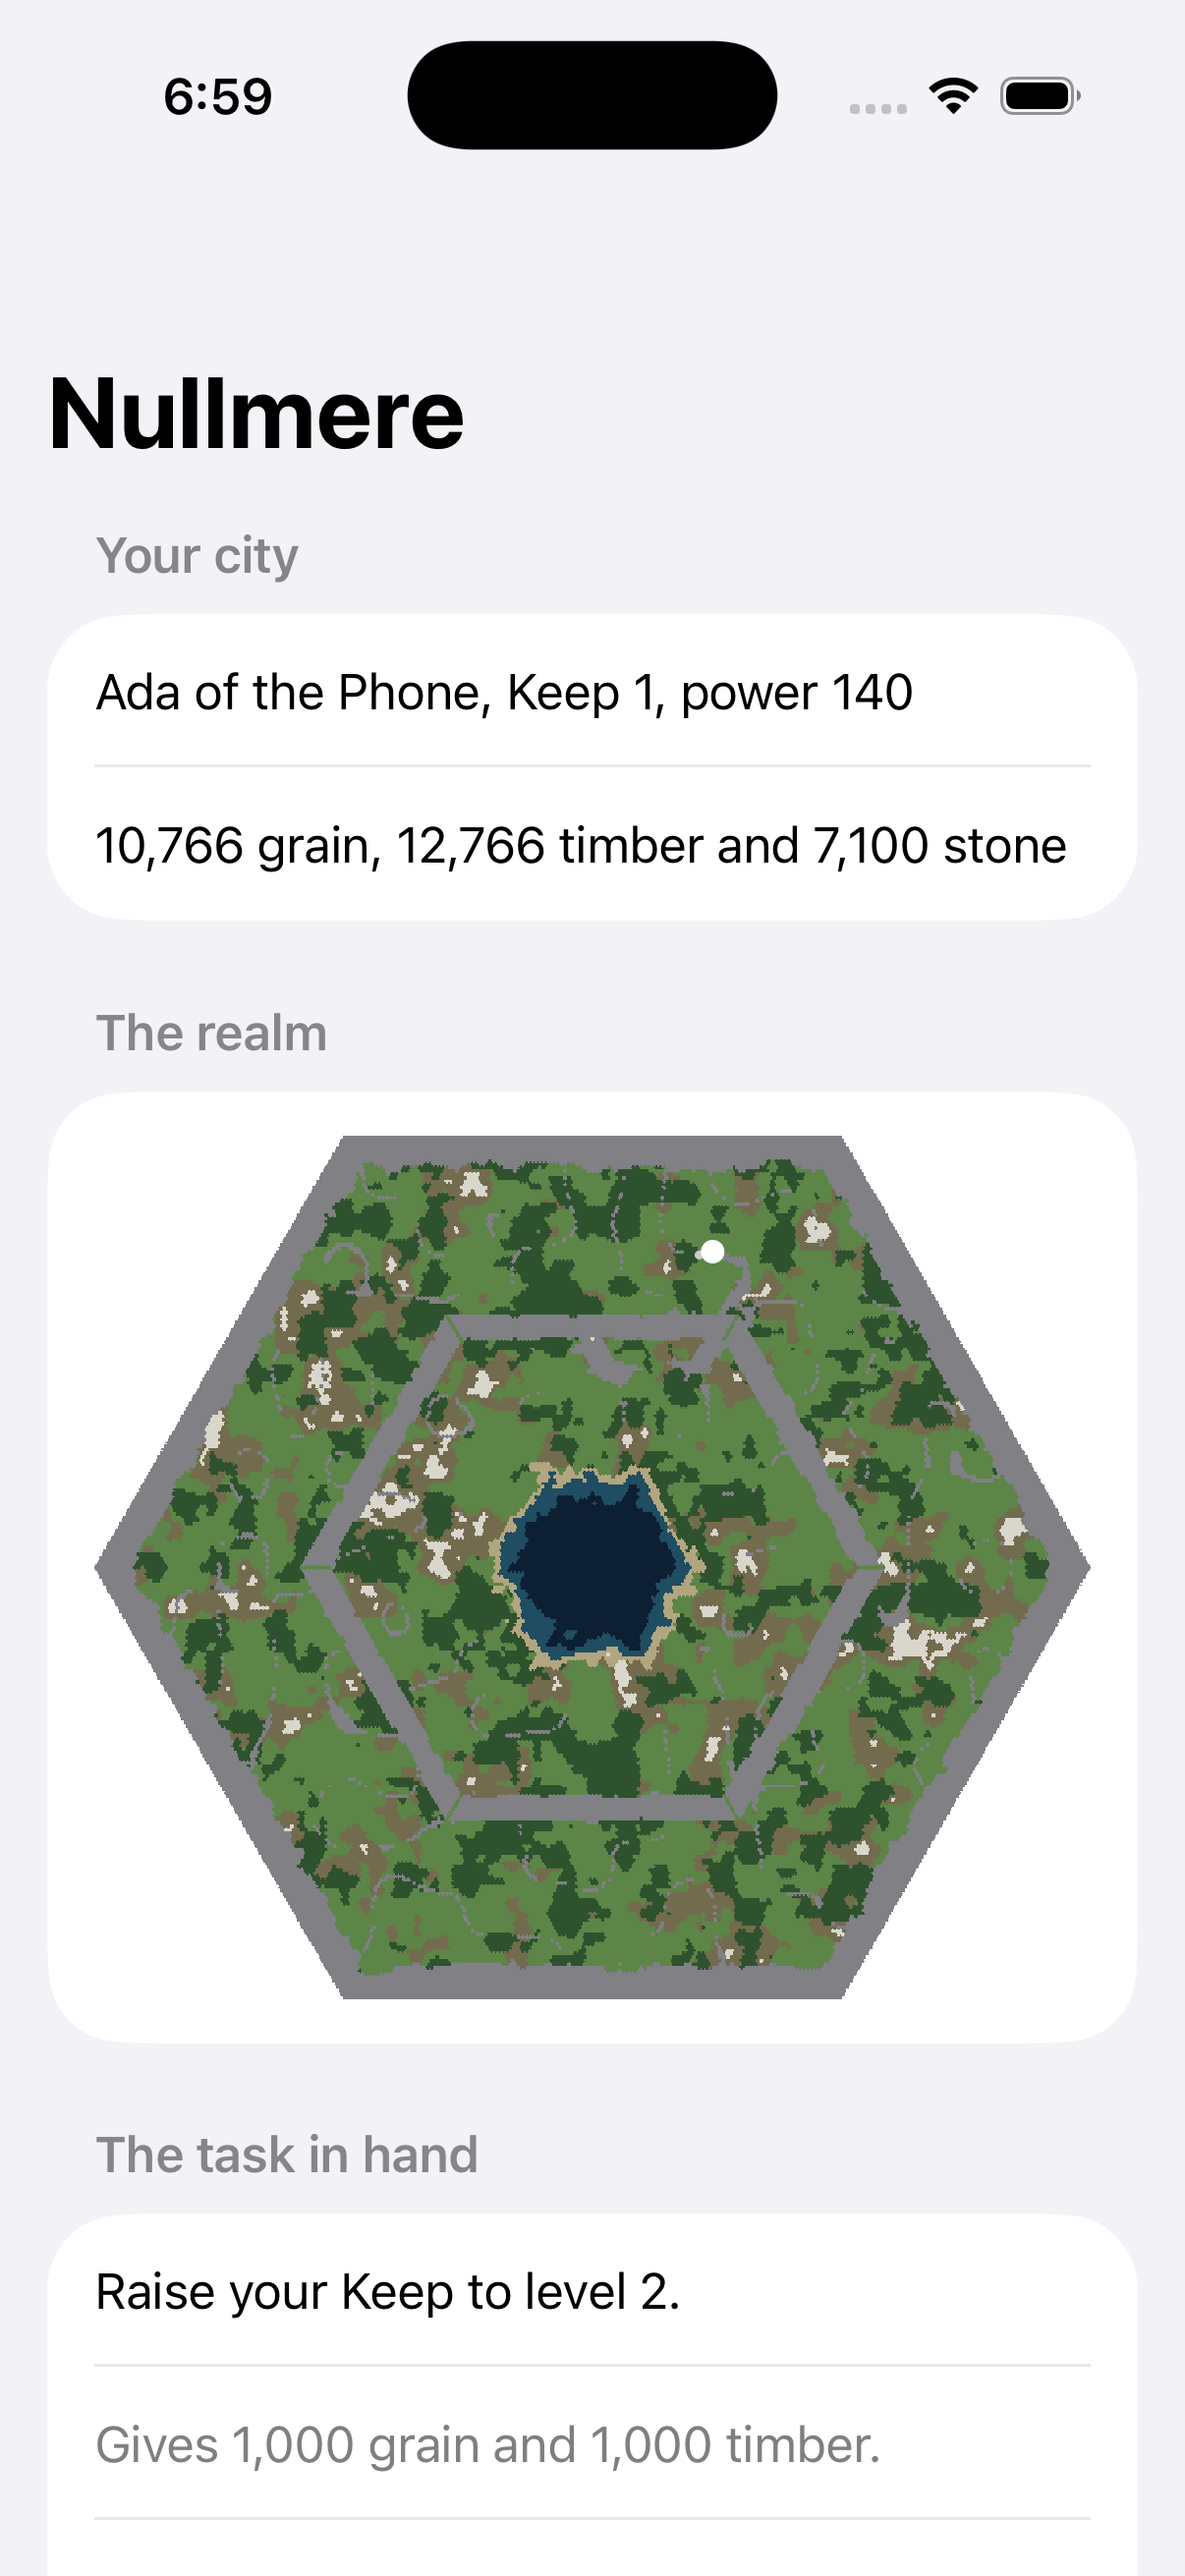 6:59
Nullmere
Your city
Ada of the Phone, Keep 1, power 140
10,766 grain, 12,766 timber and 7,100 stone
The realm
The task in hand
Raise your Keep to level 2.
Gives 1,000 grain and 1,000 timber.